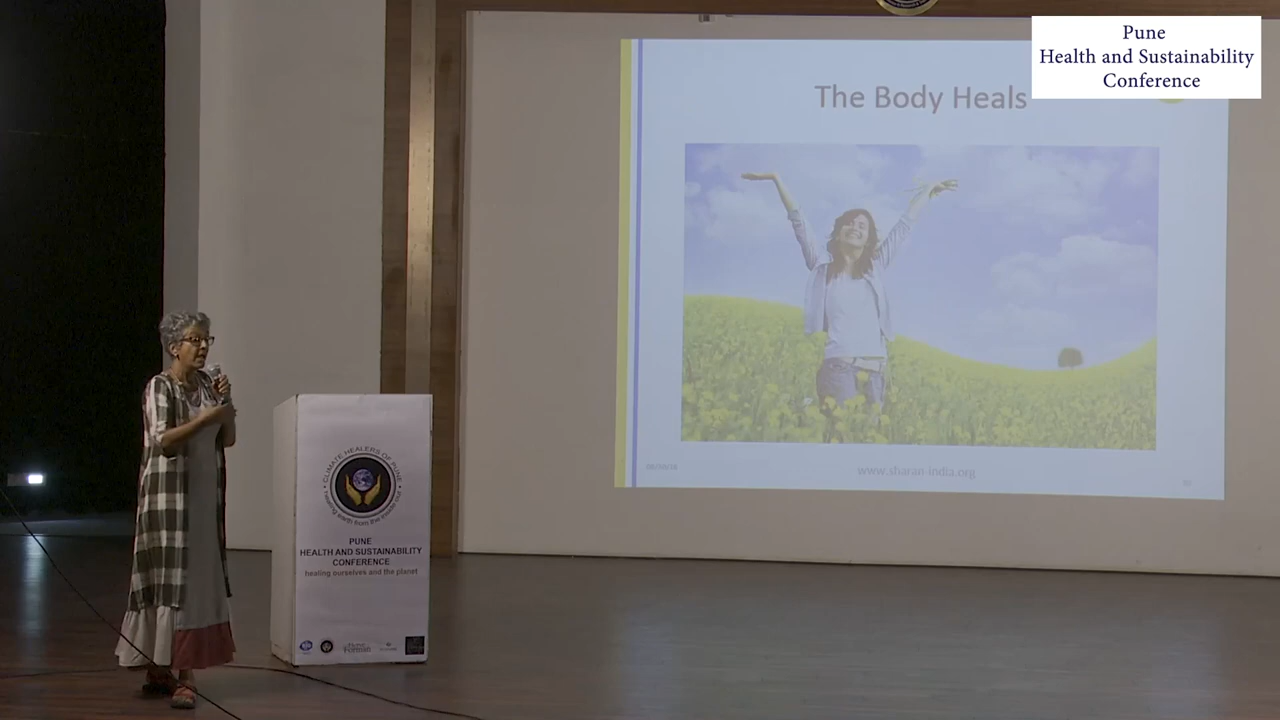 Pune
Health and Sustainability
Conference
The Body Heals
www.sharan-india.org
CLIMATE HEALERS OF PUNE
PUNE
HEALTH AND SUSTAINABILITY
CONFERENCE
healing ourselves and the planet